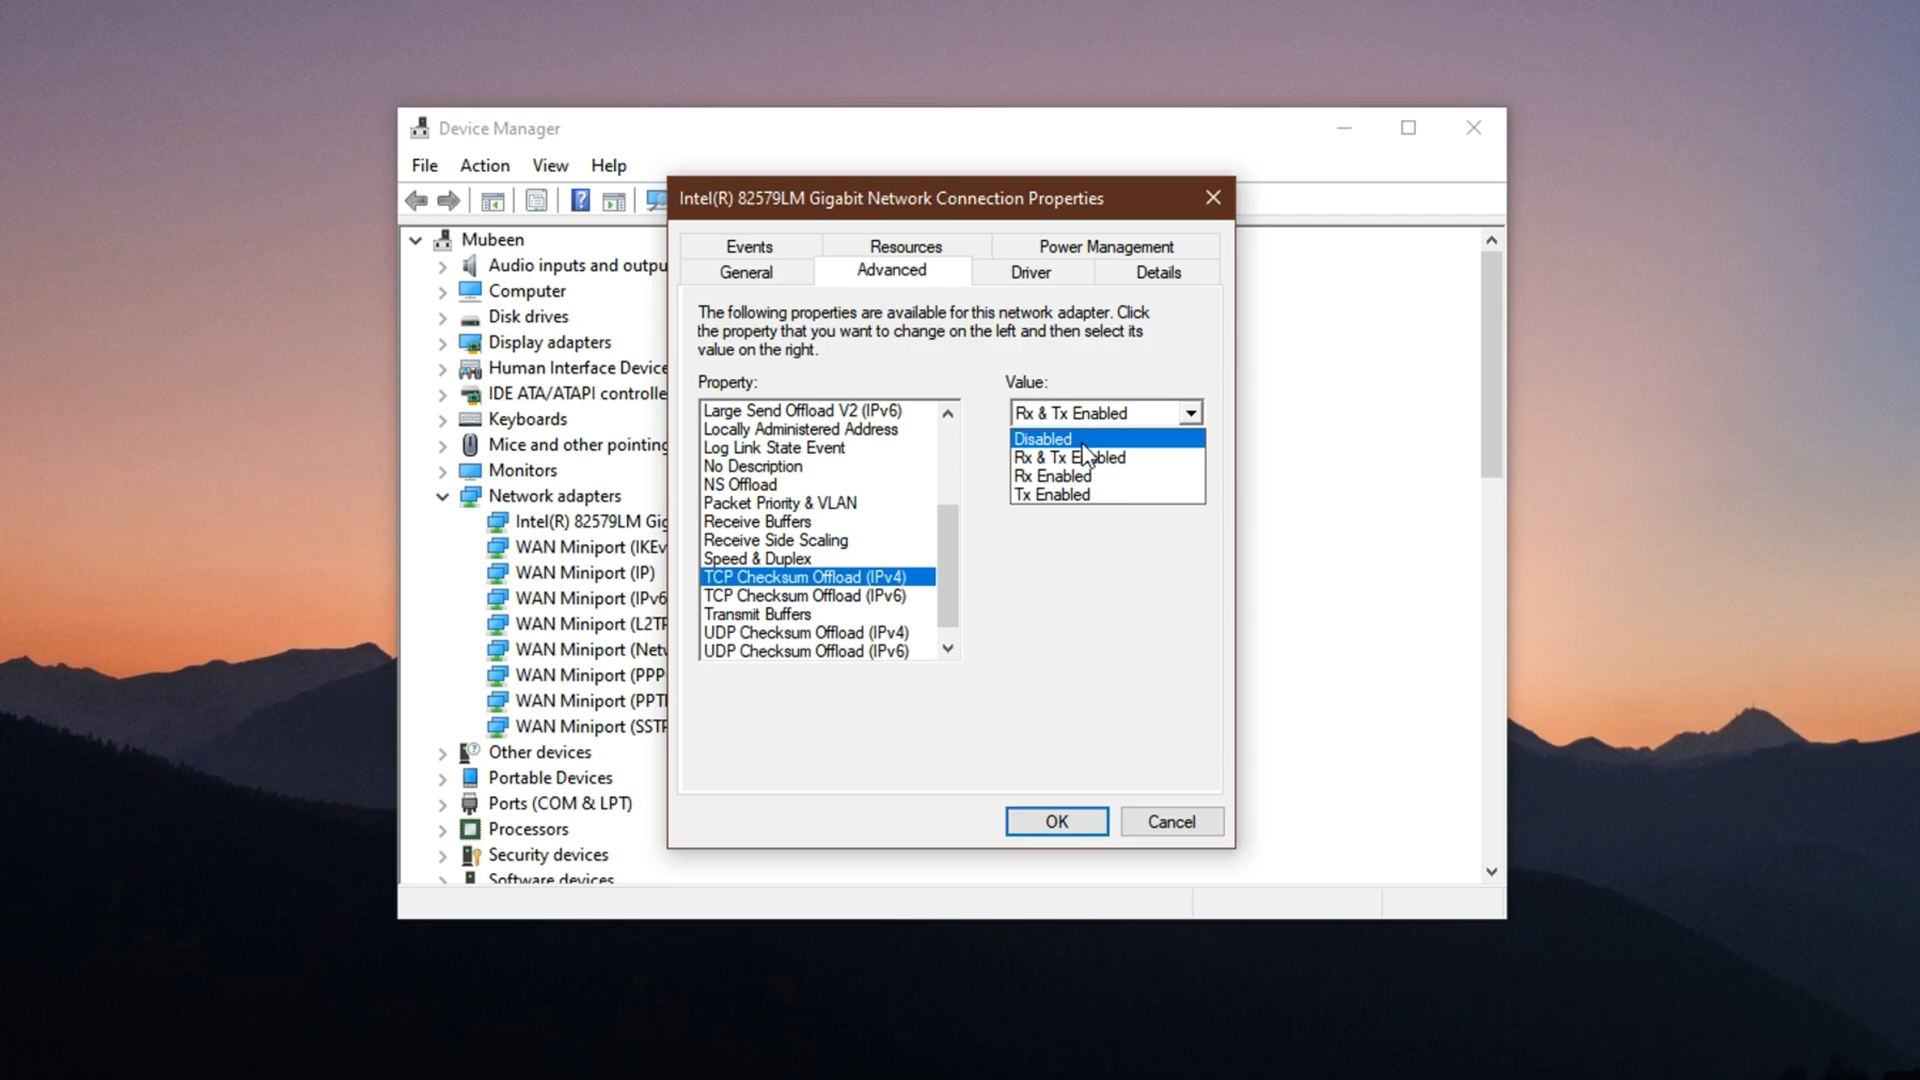 Device Manager
File Action View Help
Mubeen
Audio inputs and outpu
Computer
Disk drives
Display adapters
Human Interface Device
IDE ATA/ATAPI controlle
Keyboards
Mice and other pointing
Monitors
Network adapters
Intel(R) 82579LM Gig
WAN Miniport (IKEv
WAN Miniport (IP)
WAN Miniport (IPv6
WAN Miniport (L2TP
WAN Miniport (Netw
WAN Miniport (PPP
WAN Miniport (PPTP
WAN Miniport (SSTP
Other devices
Portable Devices
Ports (COM & LPT)
Processors
Security devices
Software devices
Intel(R) 82579LM Gigabit Network Connection Properties
Events Resources Power Management
General Advanced Driver Details
The following properties are available for this network adapter. Click
the property that you want to change on the left and then select its
value on the right.
Property:
Large Send Offload V2 (IPv6)
Locally Administered Address
Log Link State Event
No Description
NS Offload
Packet Priority & VLAN
Receive Buffers
Receive Side Scaling
Speed & Duplex
TCP Checksum Offload (IPv4)
TCP Checksum Offload (IPv6)
Transmit Buffers
UDP Checksum Offload (IPv4)
UDP Checksum Offload (IPv6)
Value:
Rx & Tx Enabled
Disabled
Rx & Tx Enabled
Rx Enabled
Tx Enabled
OK Cancel